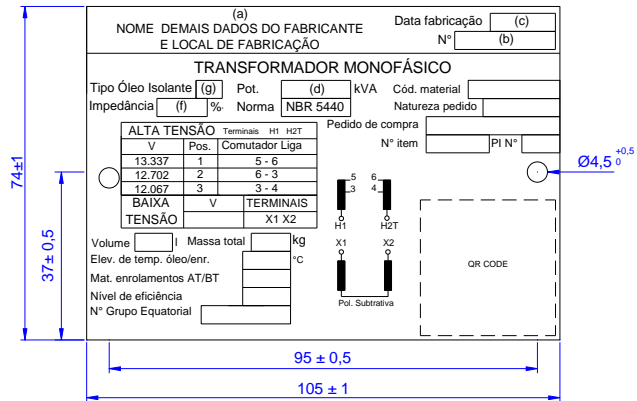 (a)
NOME DEMAIS DADOS DO FABRICANTE
E LOCAL DE FABRICAÇÃO
Data fabricação (c)
N° (b)
TRANSFORMADOR MONOFÁSICO
Tipo Óleo Isolante (g) Pot. (d) kVA Cód. material
Impedância (f) %. Norma NBR 5440 Natureza pedido
Pedido de compra
N° item PI N°
ALTA TENSÃO Terminais H1 H2T
V Pos. Comutador Liga
13.337 1 5 - 6
12.702 2 6 - 3
12.067 3 3 - 4
BAIXA TENSÃO V TERMINAIS
X1 X2
Volume l Massa total kg
Elev. de temp. óleo/enr. °C
Mat. enrolamentos AT/BT
Nível de eficiência
N° Grupo Equatorial
5 6
3 4
H1 H2T
X1 X2
Pol. Subtrativa
QR CODE
74±1
37± 0,5
Ø4,5 +0,5 0
95 ± 0,5
105 ± 1